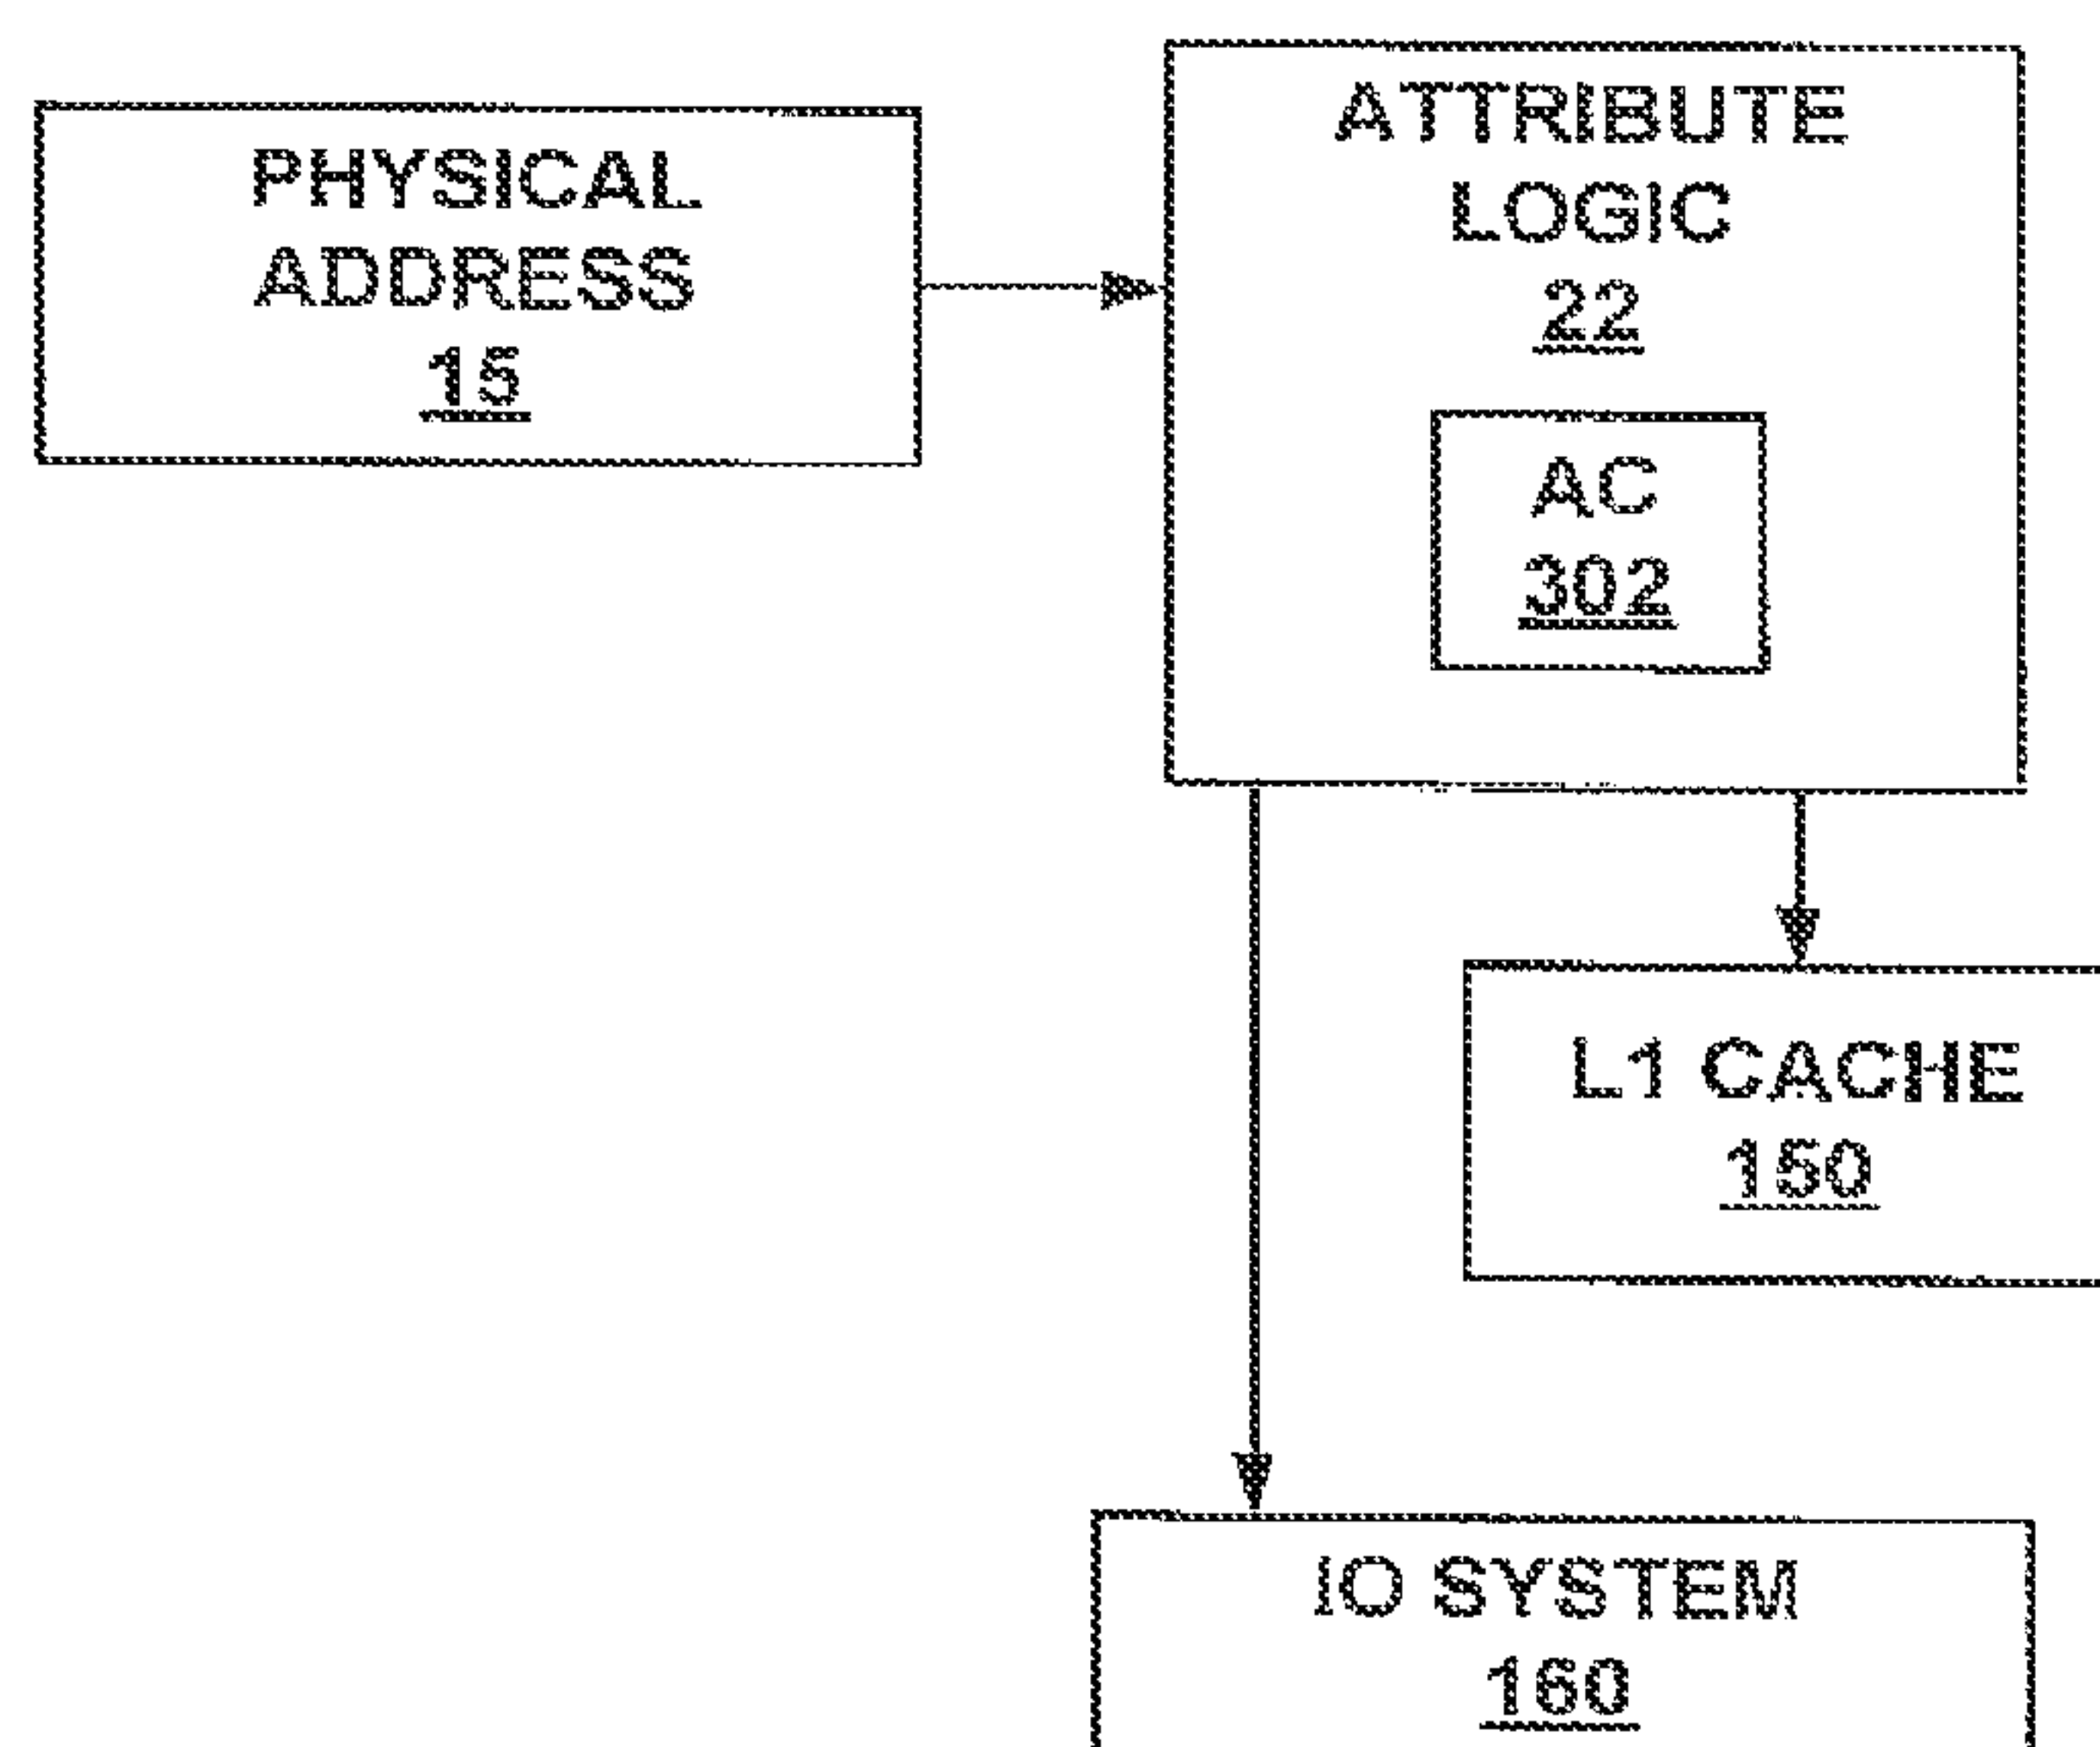 PHYSICAL
ADDRESS
15
ATTRIBUTE
LOGIC
22
AC
302
L1 CACHE
150
IO SYSTEM
160